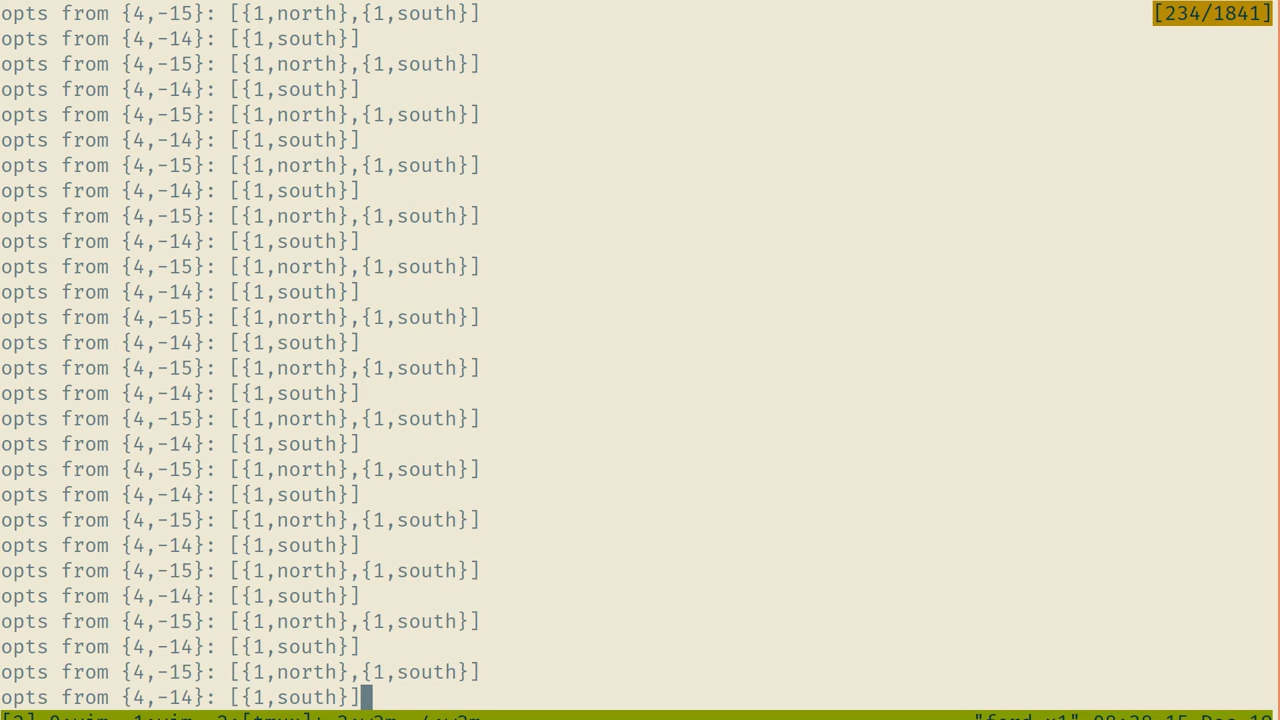 opts from {4,-15}: [{1,north},{1,south}] [234/1841]
opts from {4,-14}: [{1,south}]
opts from {4,-15}: [{1,north},{1,south}]
opts from {4,-14}: [{1,south}]
opts from {4,-15}: [{1,north},{1,south}]
opts from {4,-14}: [{1,south}]
opts from {4,-15}: [{1,north},{1,south}]
opts from {4,-14}: [{1,south}]
opts from {4,-15}: [{1,north},{1,south}]
opts from {4,-14}: [{1,south}]
opts from {4,-15}: [{1,north},{1,south}]
opts from {4,-14}: [{1,south}]
opts from {4,-15}: [{1,north},{1,south}]
opts from {4,-14}: [{1,south}]
opts from {4,-15}: [{1,north},{1,south}]
opts from {4,-14}: [{1,south}]
opts from {4,-15}: [{1,north},{1,south}]
opts from {4,-14}: [{1,south}]
opts from {4,-15}: [{1,north},{1,south}]
opts from {4,-14}: [{1,south}]
opts from {4,-15}: [{1,north},{1,south}]
opts from {4,-14}: [{1,south}]
opts from {4,-15}: [{1,north},{1,south}]
opts from {4,-14}: [{1,south}]
opts from {4,-15}: [{1,north},{1,south}]
opts from {4,-14}: [{1,south}]
opts from {4,-15}: [{1,north},{1,south}]
opts from {4,-14}: [{1,south}]